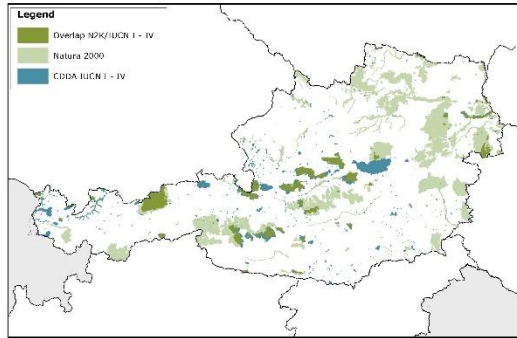 Legend
Overlap N2K/IUCN I - IV
Natura 2000
CDDA IUCN I - IV